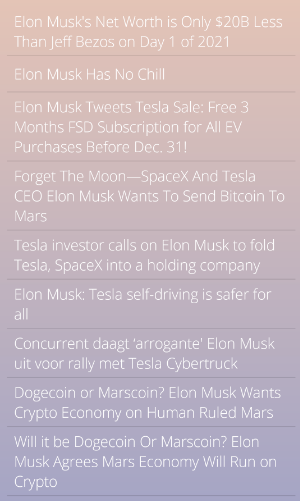 Elon Musk's Net Worth is Only $20B Less
Than Jeff Bezos on Day 1 of 2021
Elon Musk Has No Chill
Elon Musk Tweets Tesla Sale: Free 3
Months FSD Subscription for All EV
Purchases Before Dec. 31!
Forget The Moon—SpaceX And Tesla
CEO Elon Musk Wants To Send Bitcoin To
Mars
Tesla investor calls on Elon Musk to fold
Tesla, SpaceX into a holding company
Elon Musk: Tesla self-driving is safer for
all
Concurrent daagt 'arrogante' Elon Musk
uit voor rally met Tesla Cybertruck
Dogecoin or Marscoin? Elon Musk Wants
Crypto Economy on Human Ruled Mars
Will it be Dogecoin Or Marscoin? Elon
Musk Agrees Mars Economy Will Run on
Crypto